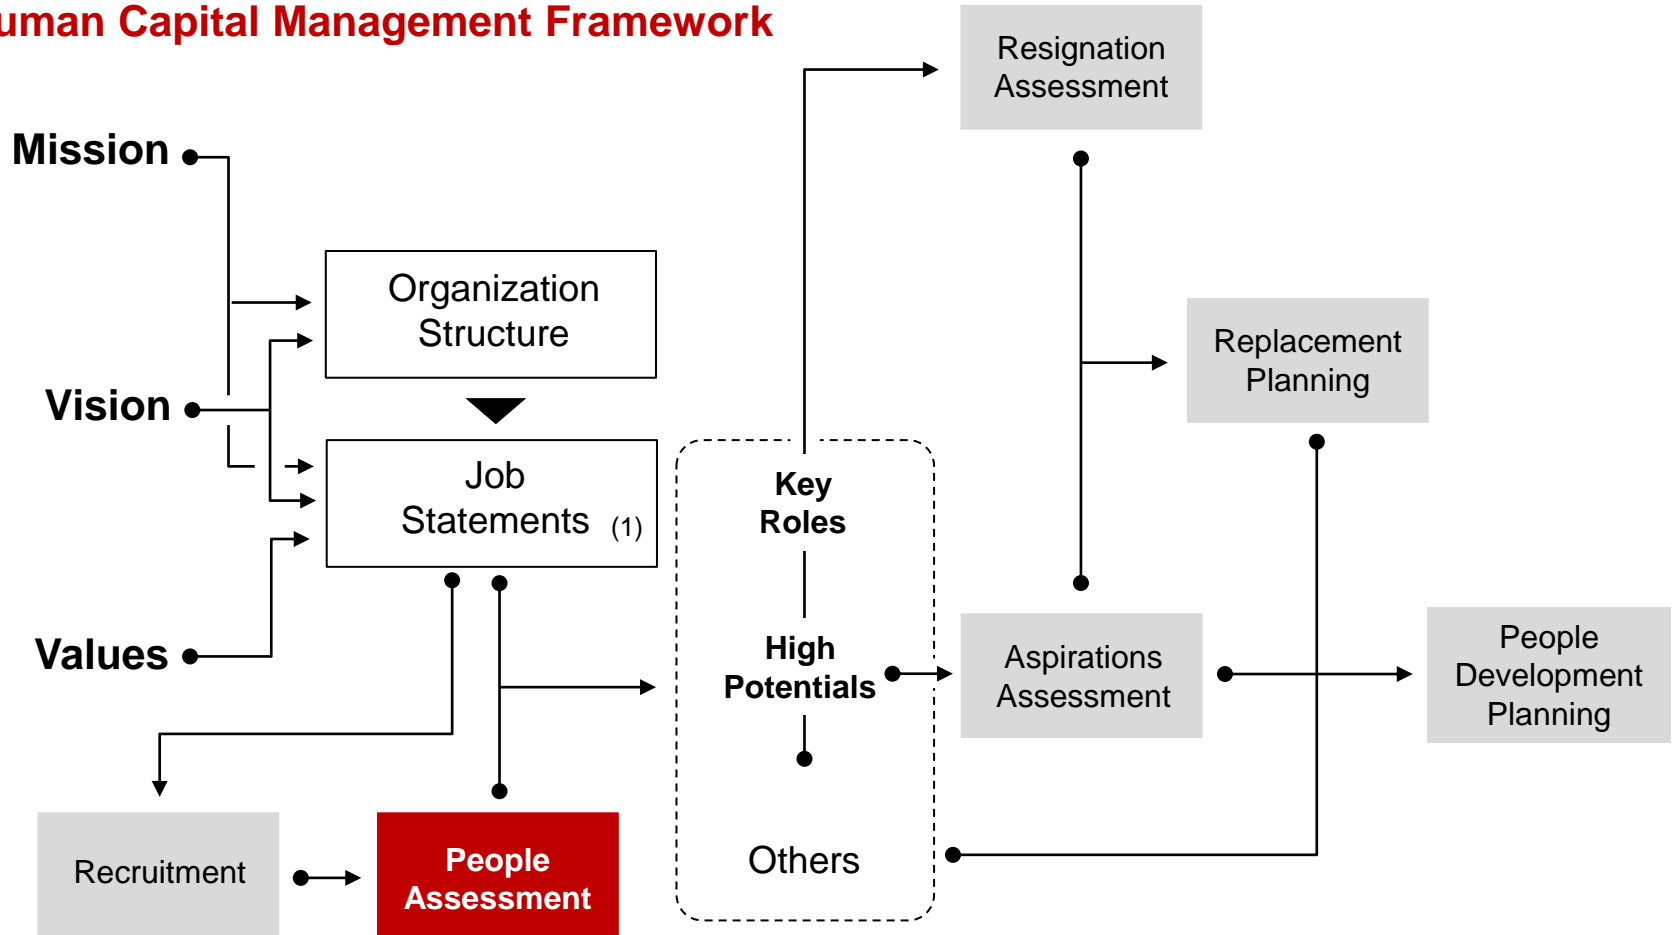 uman Capital Management Framework
Resignation
Assessment
Mission
Organization
Structure
Replacement
Planning
Vision
Job
Statements (1)
Key
Roles
Values
High
Potentials
Aspirations
Assessment
People
Development
Planning
Recruitment
People
Assessment
Others